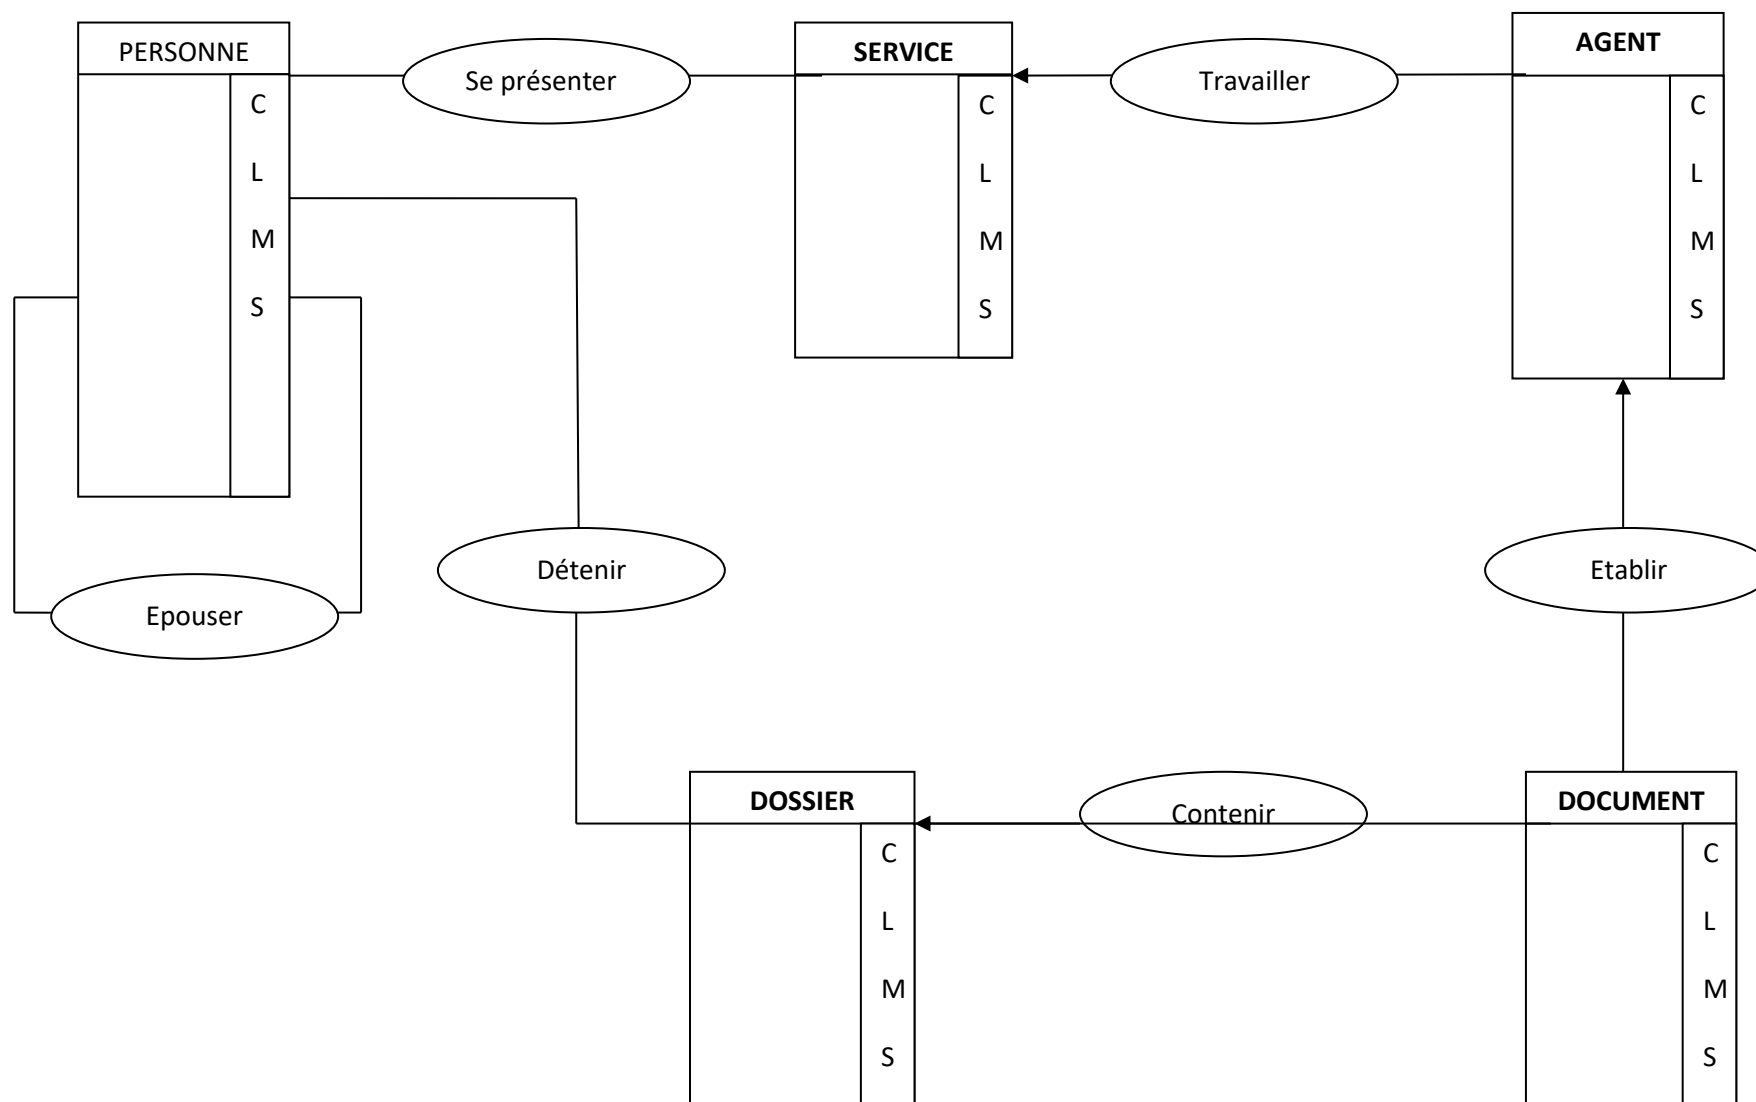 PERSONNE
Se présenter
SERVICE
Travailler
AGENT
C
L
M
S
C
L
M
S
C
L
M
S
Détenir
Etablir
Epouser
DOSSIER
Contenir
DOCUMENT
C
L
M
S
C
L
M
S